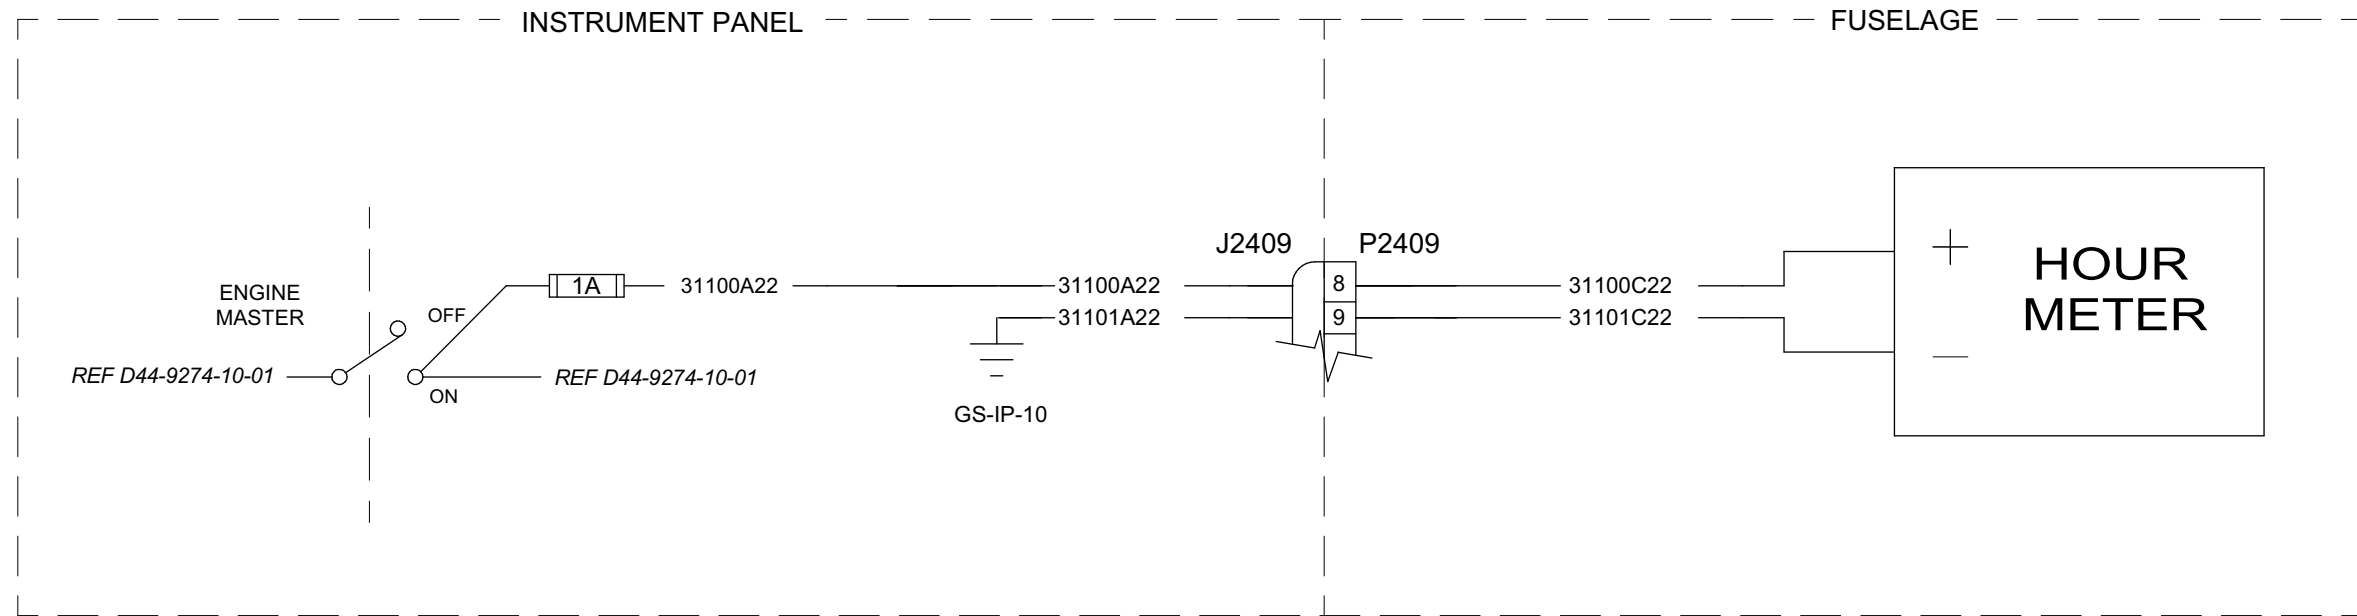 INSTRUMENT PANEL
FUSELAGE
J2409
P2409
ENGINE
MASTER
OFF
ON
1A
31100A22
31100A22
8
31100C22
31101A22
9
31101C22
REF D44-9274-10-01
REF D44-9274-10-01
GS-IP-10
+
HOUR
METER
—